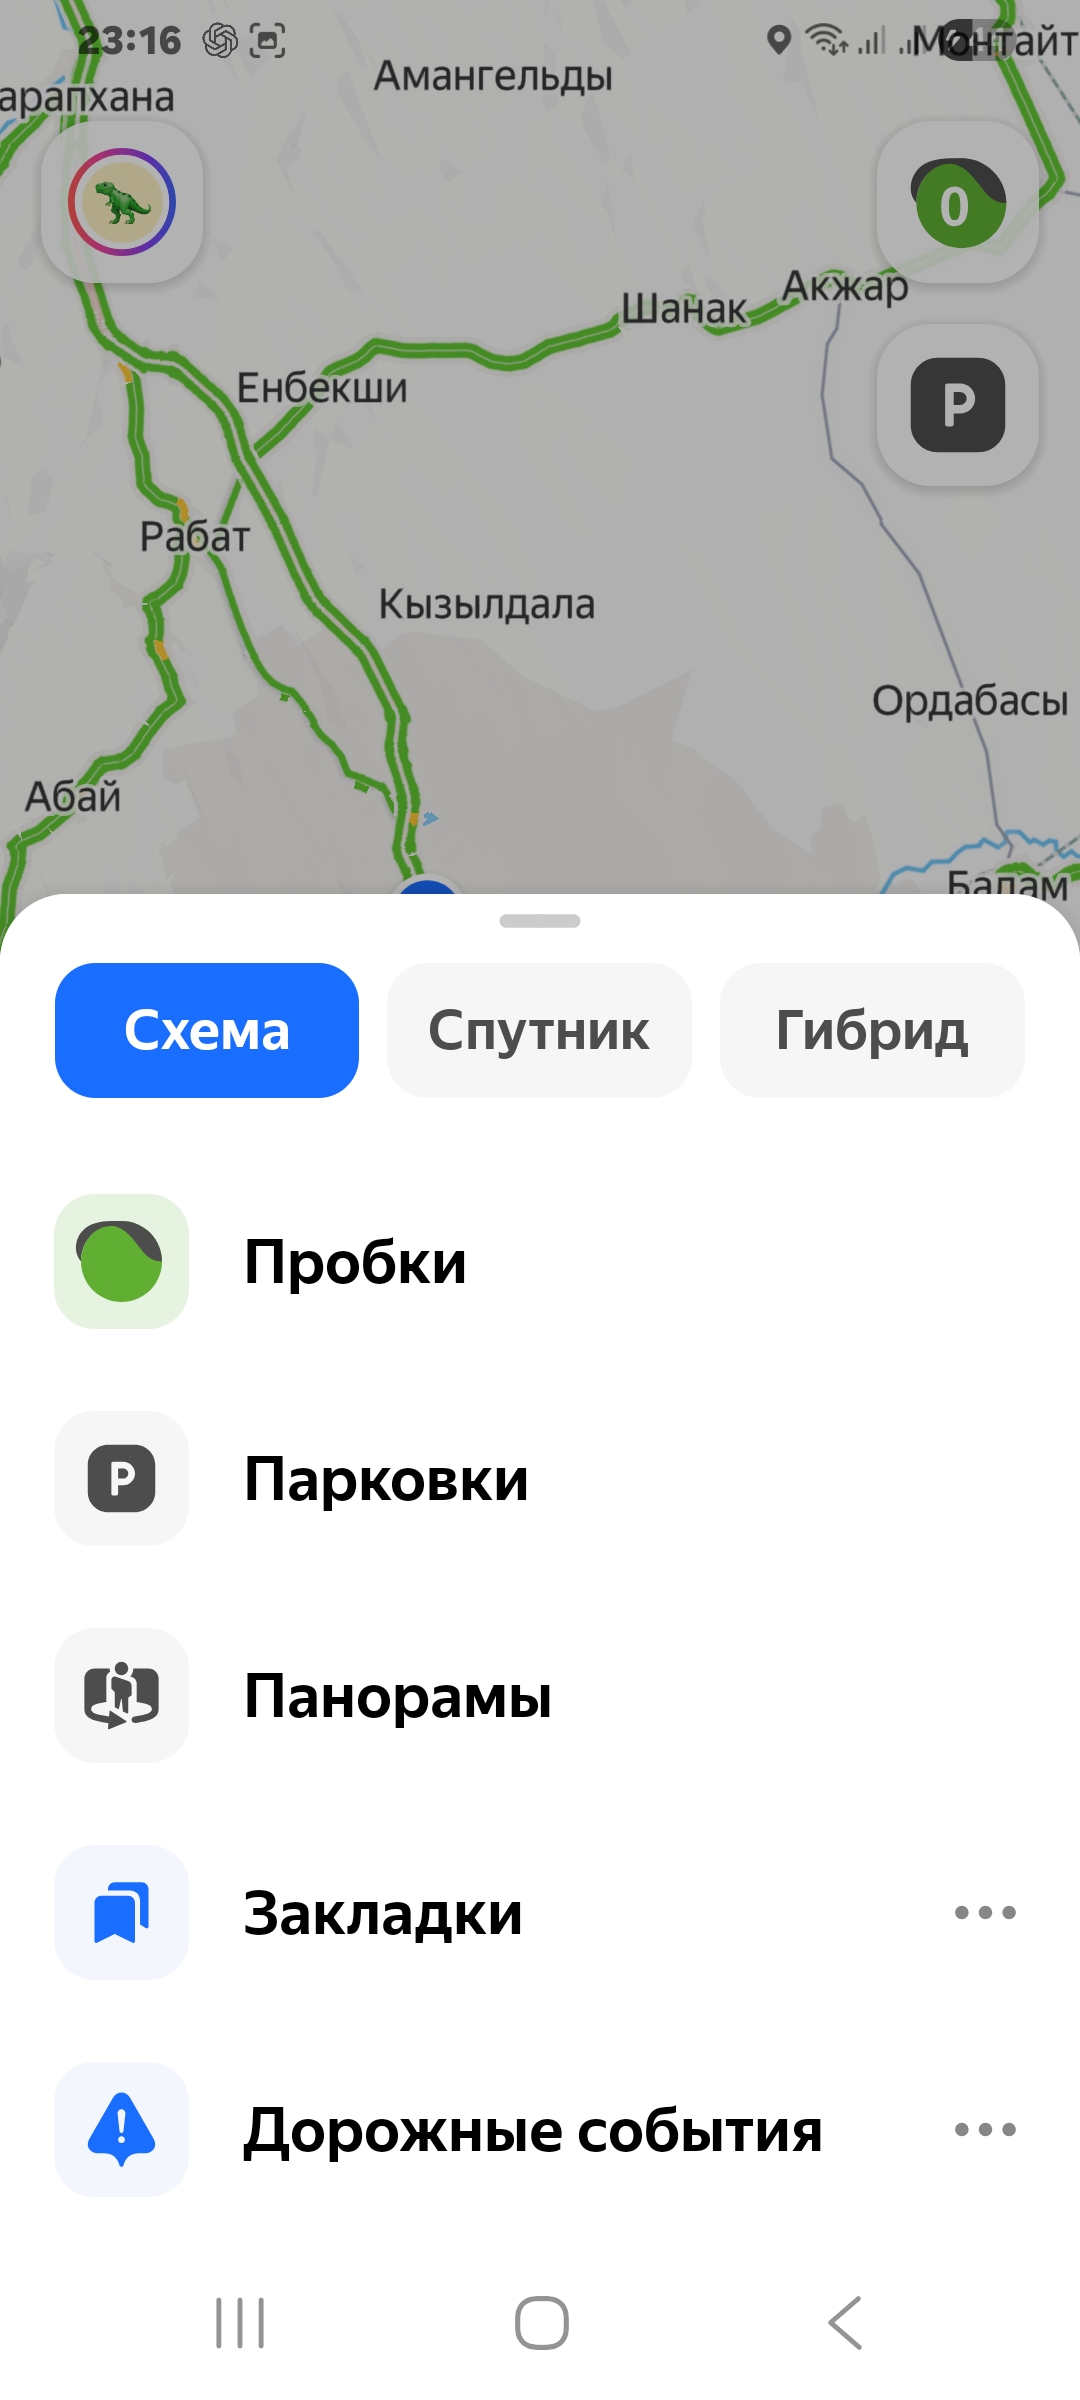 23:16
Монтайт
Амангельды
арапхана
0
Акжар
Шанак
Енбекши
P
Рабат
Кызылдала
Ордабасы
Абай
Бадам
Схема
Спутник
Гибрид
Пробки
P
Парковки
Панорамы
Закладки
Дорожные события